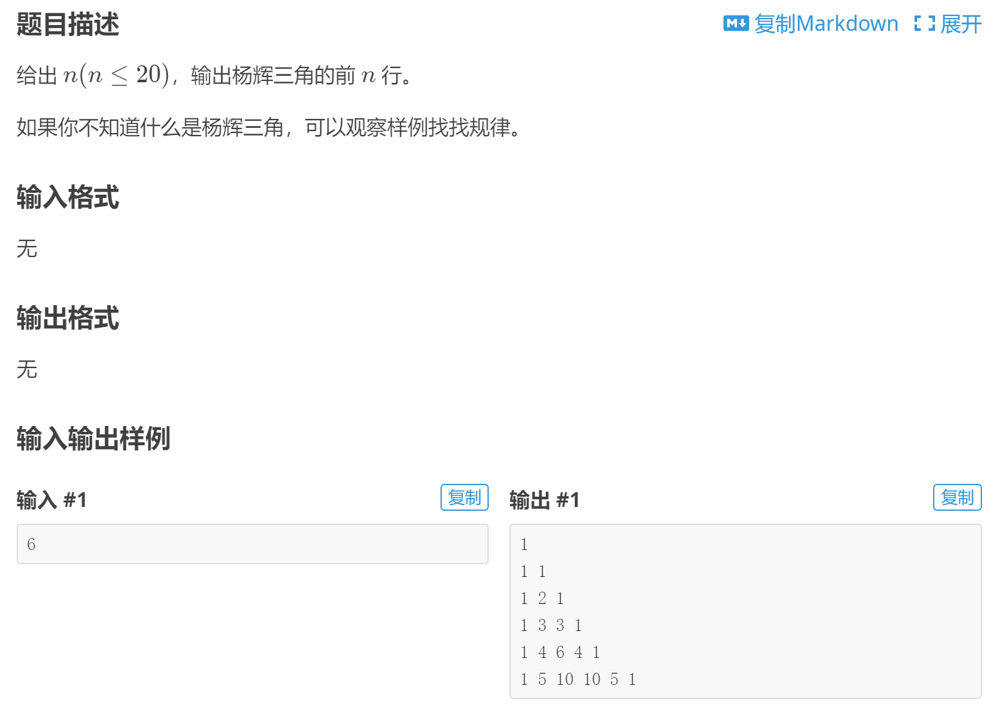 题目描述
复制Markdown 展开
给出 n(n ≤ 20)，输出杨辉三角的前 n 行。
如果你不知道什么是杨辉三角，可以观察样例找找规律。
输入格式
无
输出格式
无
输入输出样例
输入 #1
复制
6
输出 #1
复制
1
1 1
1 2 1
1 3 3 1
1 4 6 4 1
1 5 10 10 5 1